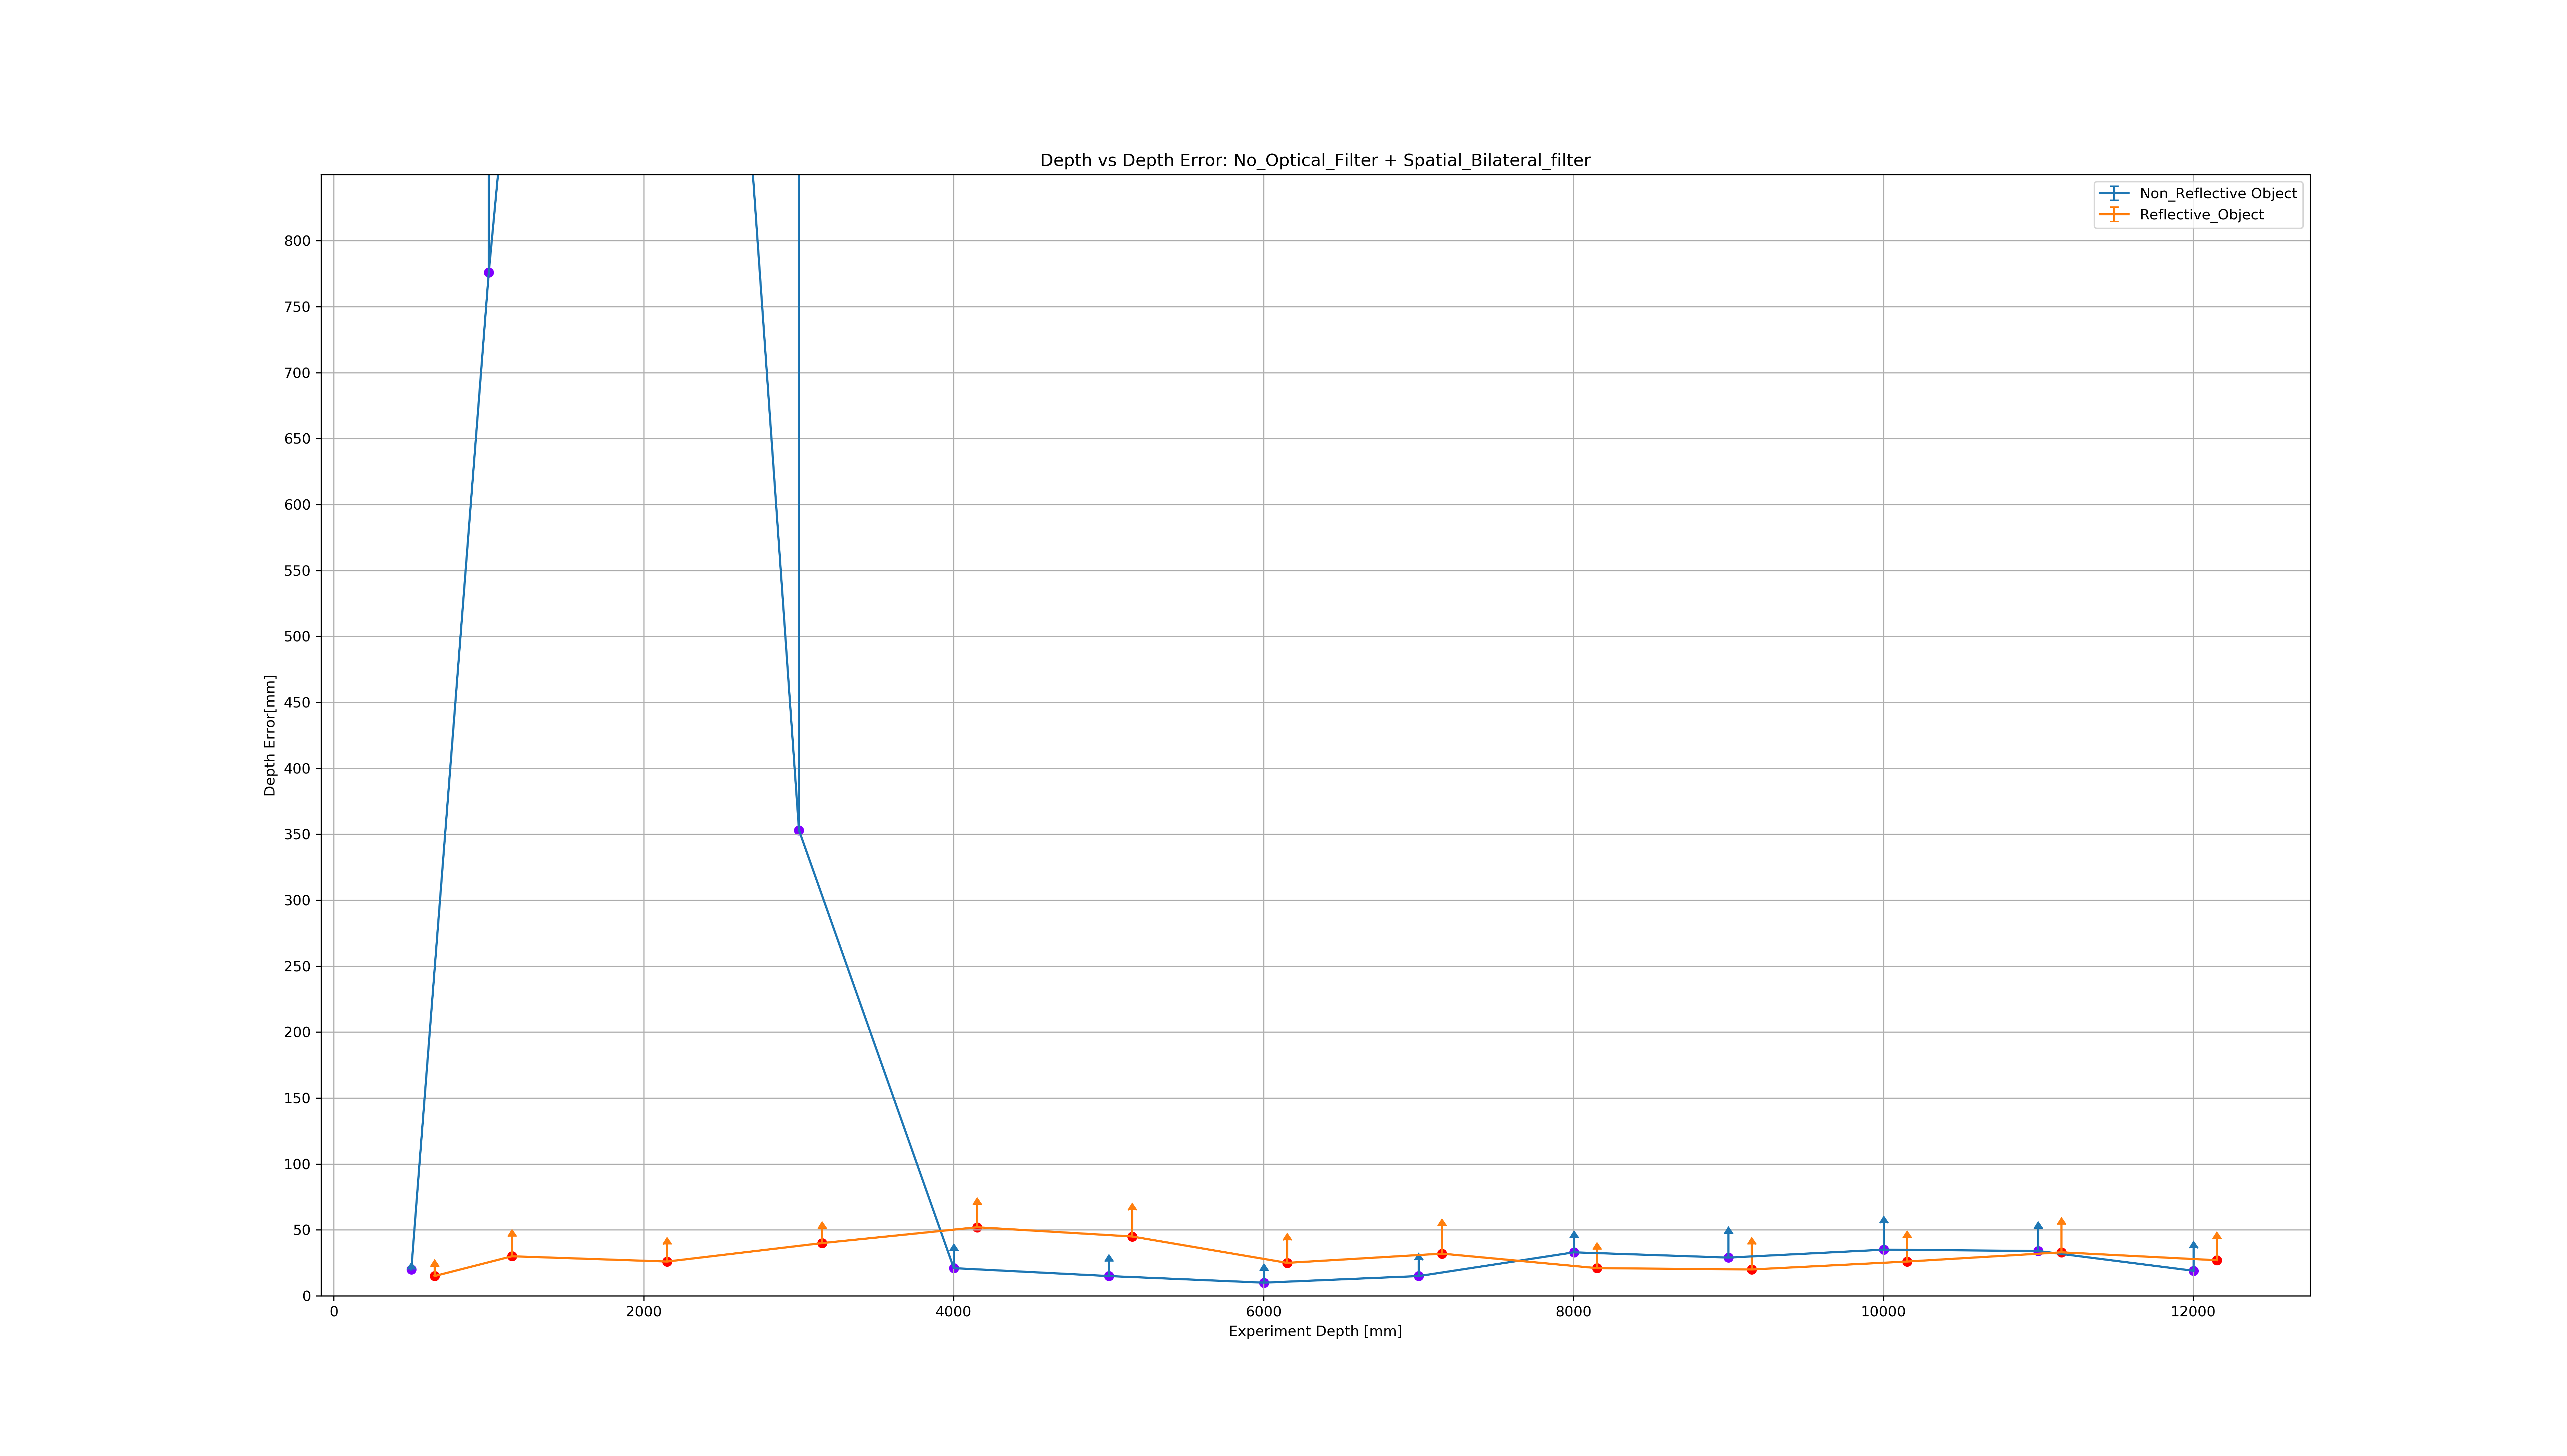 Depth vs Depth Error: No_Optical_Filter + Spatial_Bilateral_filter
Non_Reflective Object
Reflective_Object
800
750
700
650
600
550
500
450
400
350
300
250
200
150
100
50
0
Depth Error[mm]
0 2000 4000 6000 8000 10000 12000
Experiment Depth [mm]